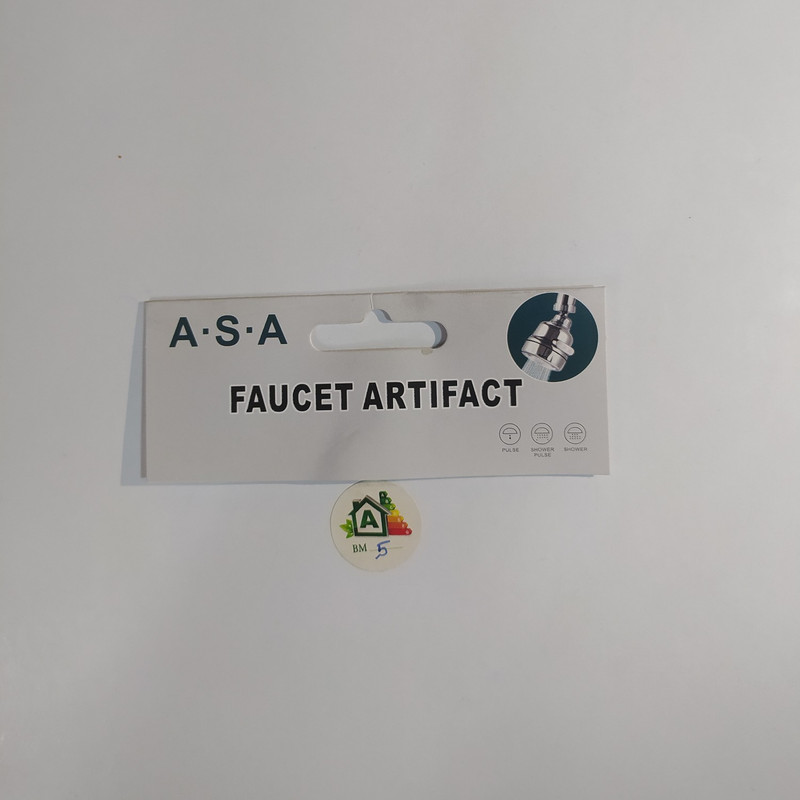 A·S·A
FAUCET ARTIFACT
PULSE
SHOWER
PULSE
SHOWER
A
BM 5